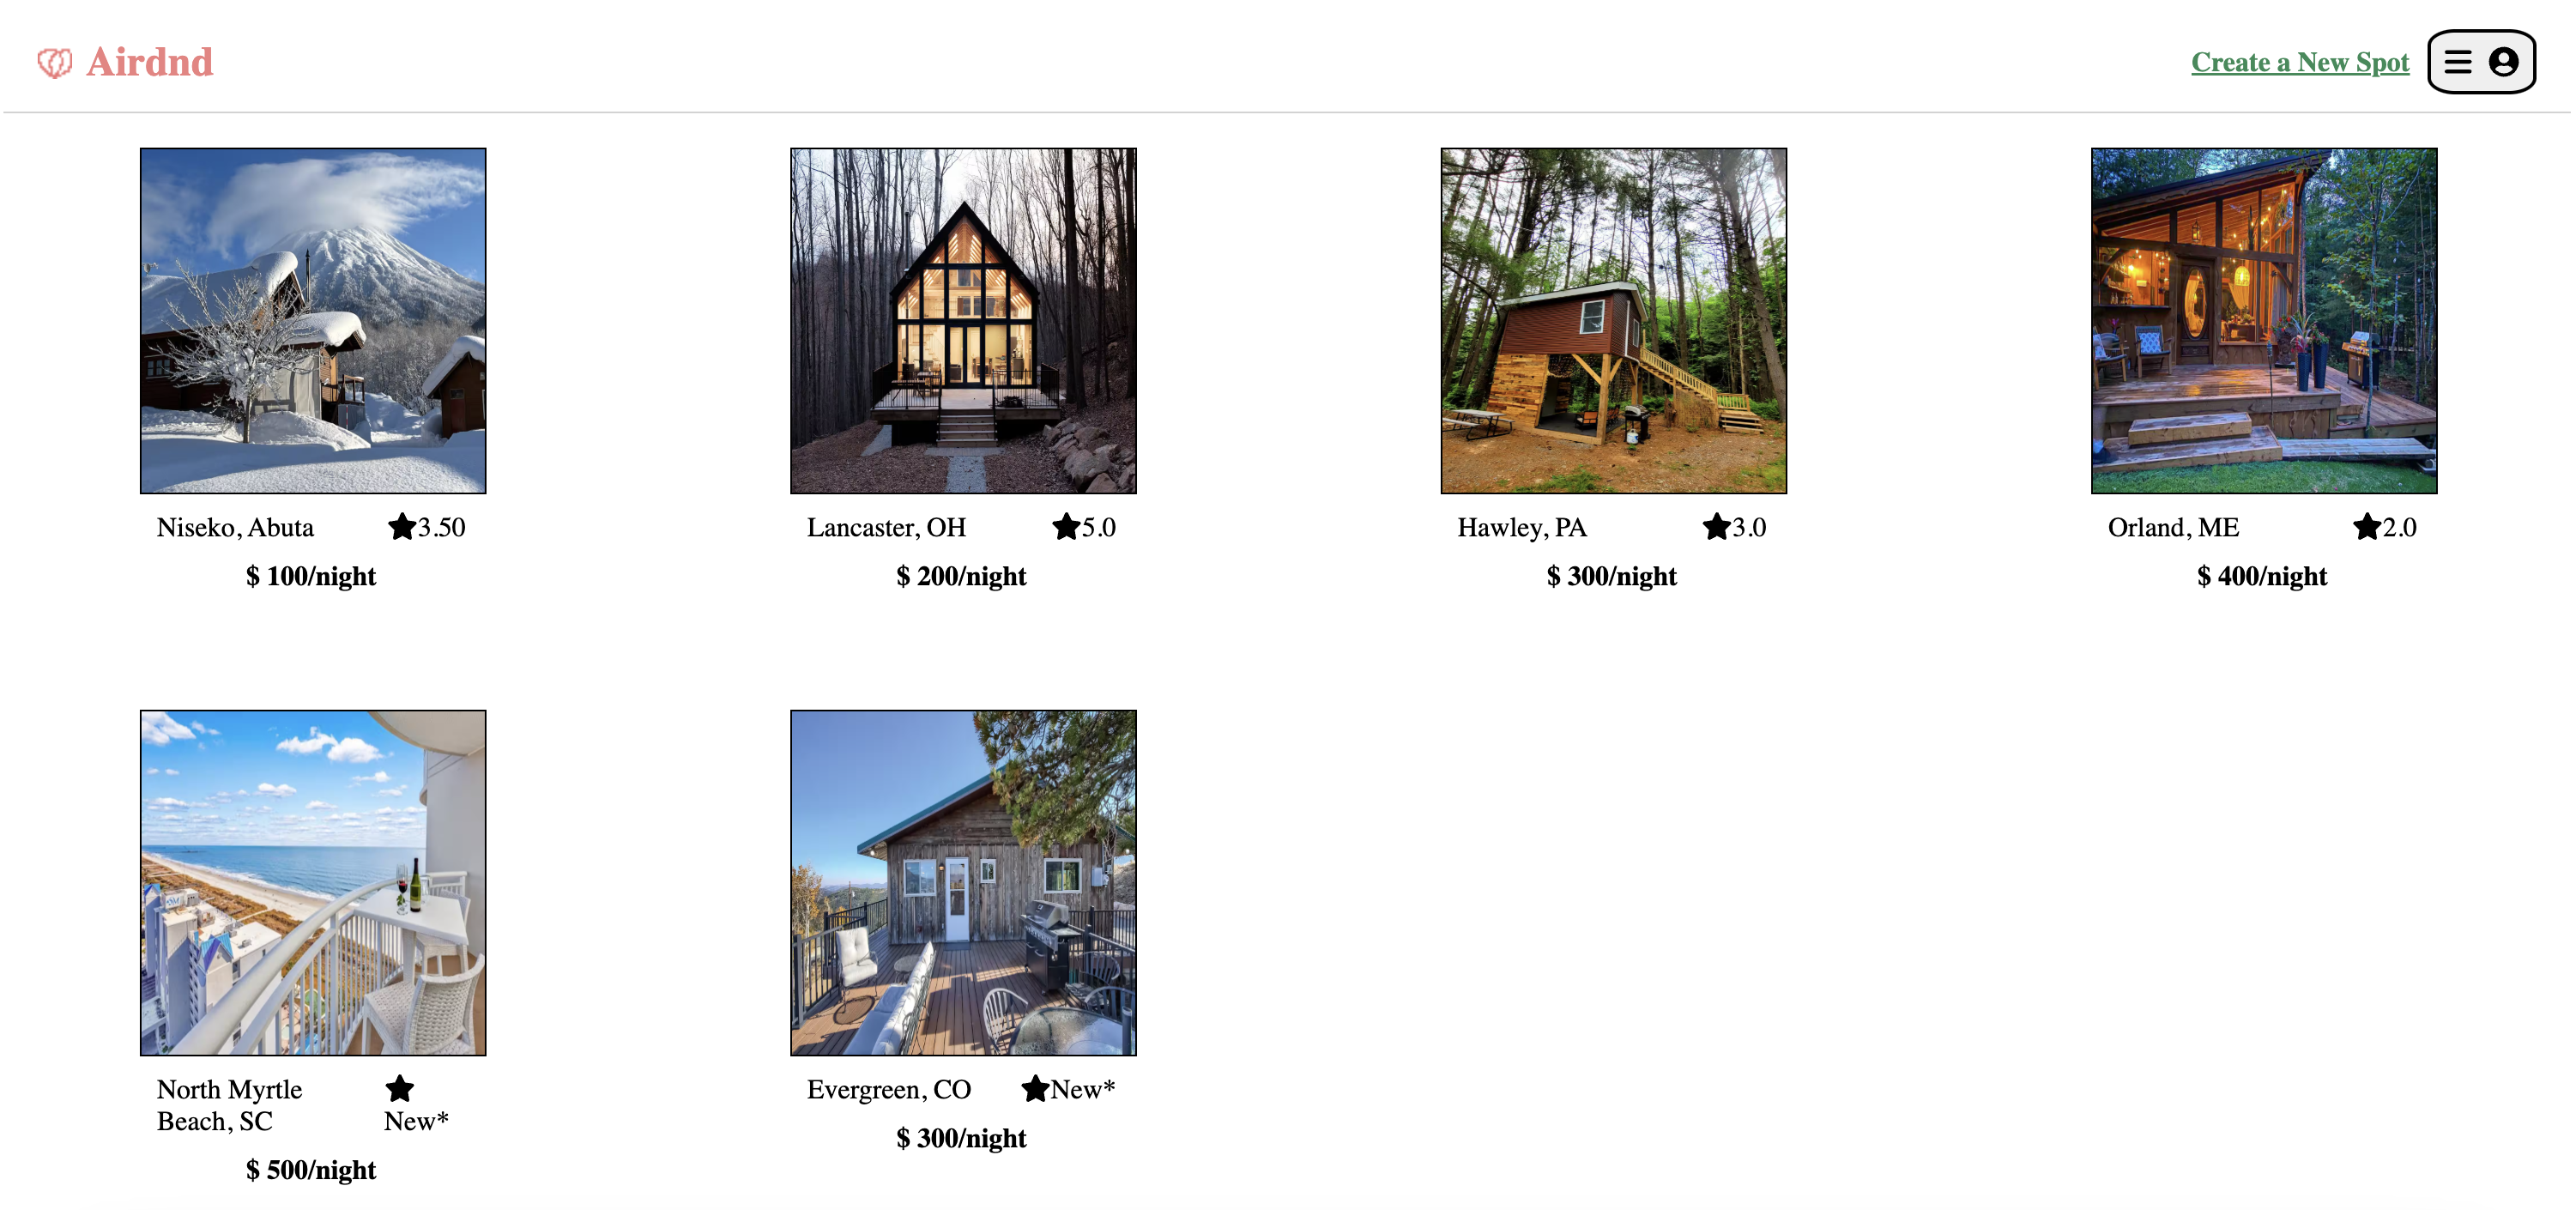 Airdnd
Create a New Spot
Niseko, Abuta 3.50
$ 100/night
Lancaster, OH 5.0
$ 200/night
Hawley, PA 3.0
$ 300/night
Orland, ME 2.0
$ 400/night
North Myrtle
Beach, SC New*
$ 500/night
Evergreen, CO New*
$ 300/night